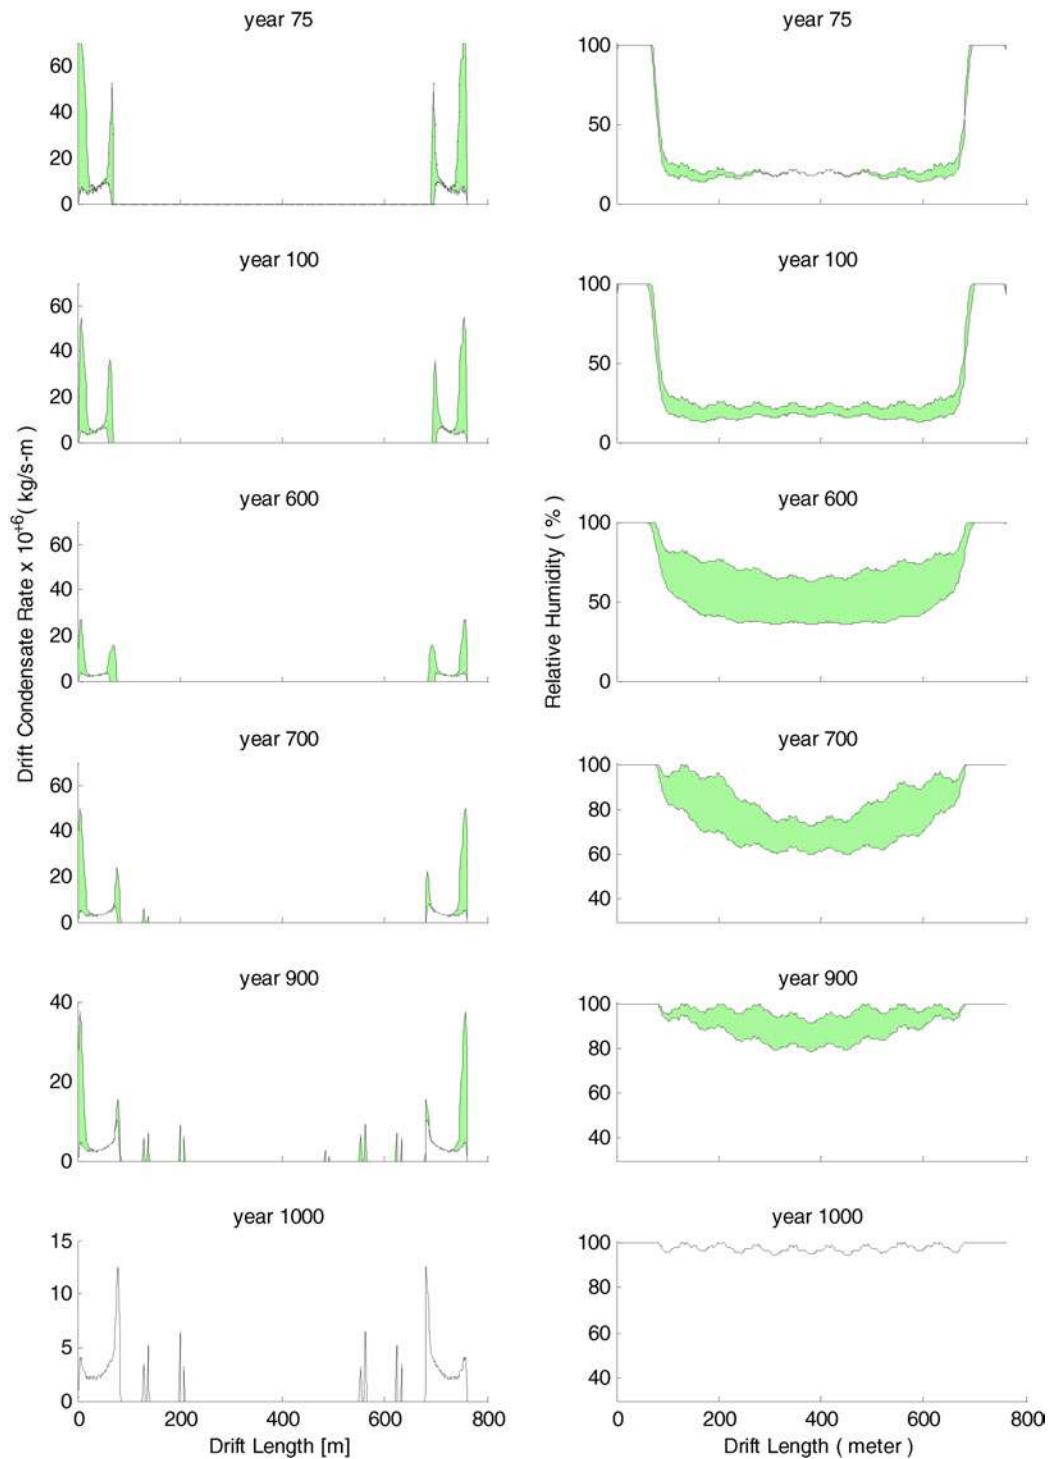 year 75
60
40
20
0
year 75
100
50
0
year 100
60
40
20
0
year 100
100
50
0
Drift Condensate Rate x 10+6( kg/s-m )
Relative Humidity ( % )
year 600
60
40
20
0
year 600
100
50
0
year 700
60
40
20
0
year 700
100
80
60
40
year 900
40
20
0
year 900
100
80
60
40
year 1000
15
10
5
0
0 200 400 600 800
Drift Length [m]
year 1000
100
80
60
40
0 200 400 600 800
Drift Length ( meter )